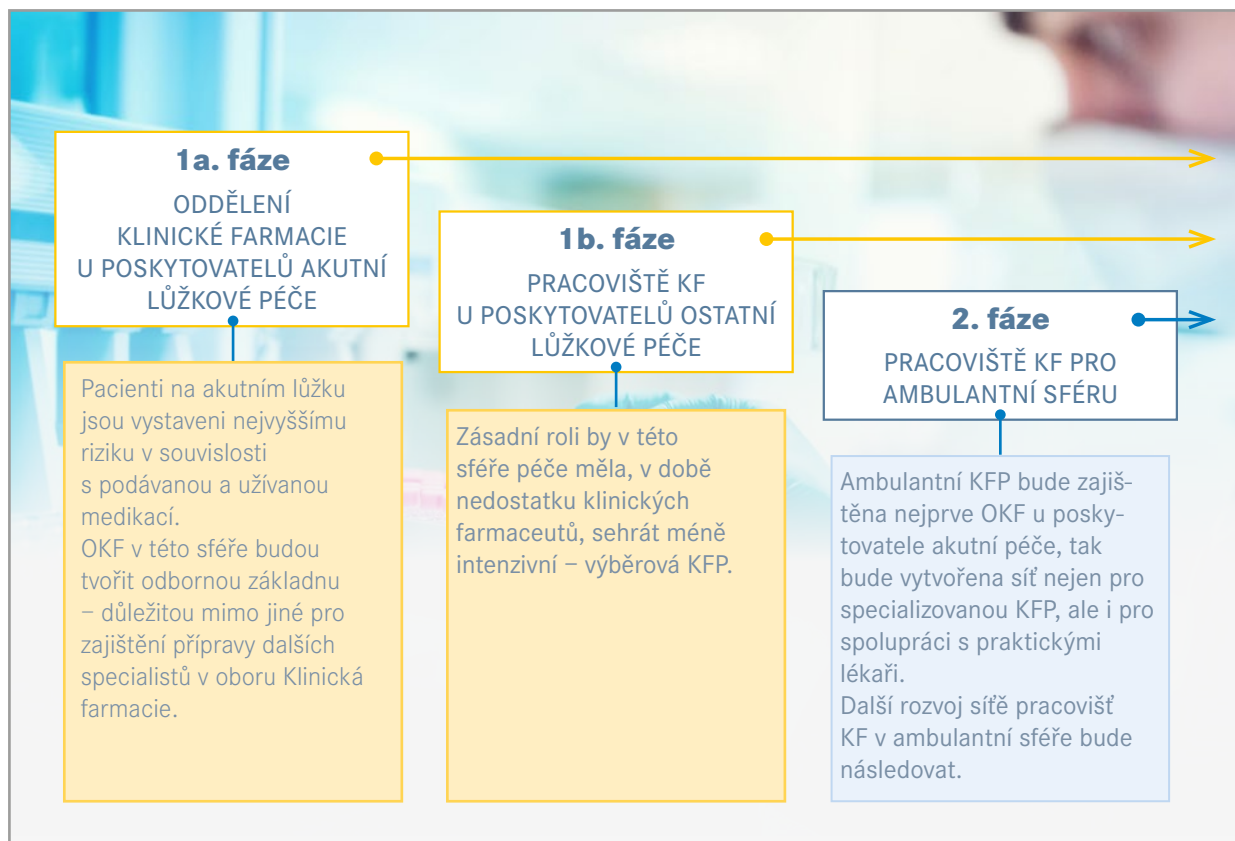 1a. fáze
ODDĚLENÍ
KLINICKÉ FARMACIE
U POSKYTOVATELŮ AKUTNÍ
LŮŽKOVÉ PÉČE
Pacienti na akutním lůžku
jsou vystaveni nejvyššímu
riziku v souvislosti
s podávanou a užívanou
medikací.
OKF v této sféře budou
tvořit odbornou základnu
– důležitou mimo jiné pro
zajištění přípravy dalších
specialistů v oboru Klinická
farmacie.
1b. fáze
PRACOVIŠTĚ KF
U POSKYTOVATELŮ OSTATNÍ
LŮŽKOVÉ PÉČE
Zásadní roli by v této
sféře péče měla, v době
nedostatku klinických
farmaceutů, sehrát méně
intenzivní – výběrová KFP.
2. fáze
PRACOVIŠTĚ KF PRO
AMBULANTNÍ SFÉRU
Ambulantní KFP bude zajiš-
těna nejprve OKF u posky-
tovatele akutní péče, tak
bude vytvořena síť nejen pro
specializovanou KFP, ale i pro
spolupráci s praktickými
lékaři.
Další rozvoj síťě pracovišť
KF v ambulantní sféře bude
následovat.